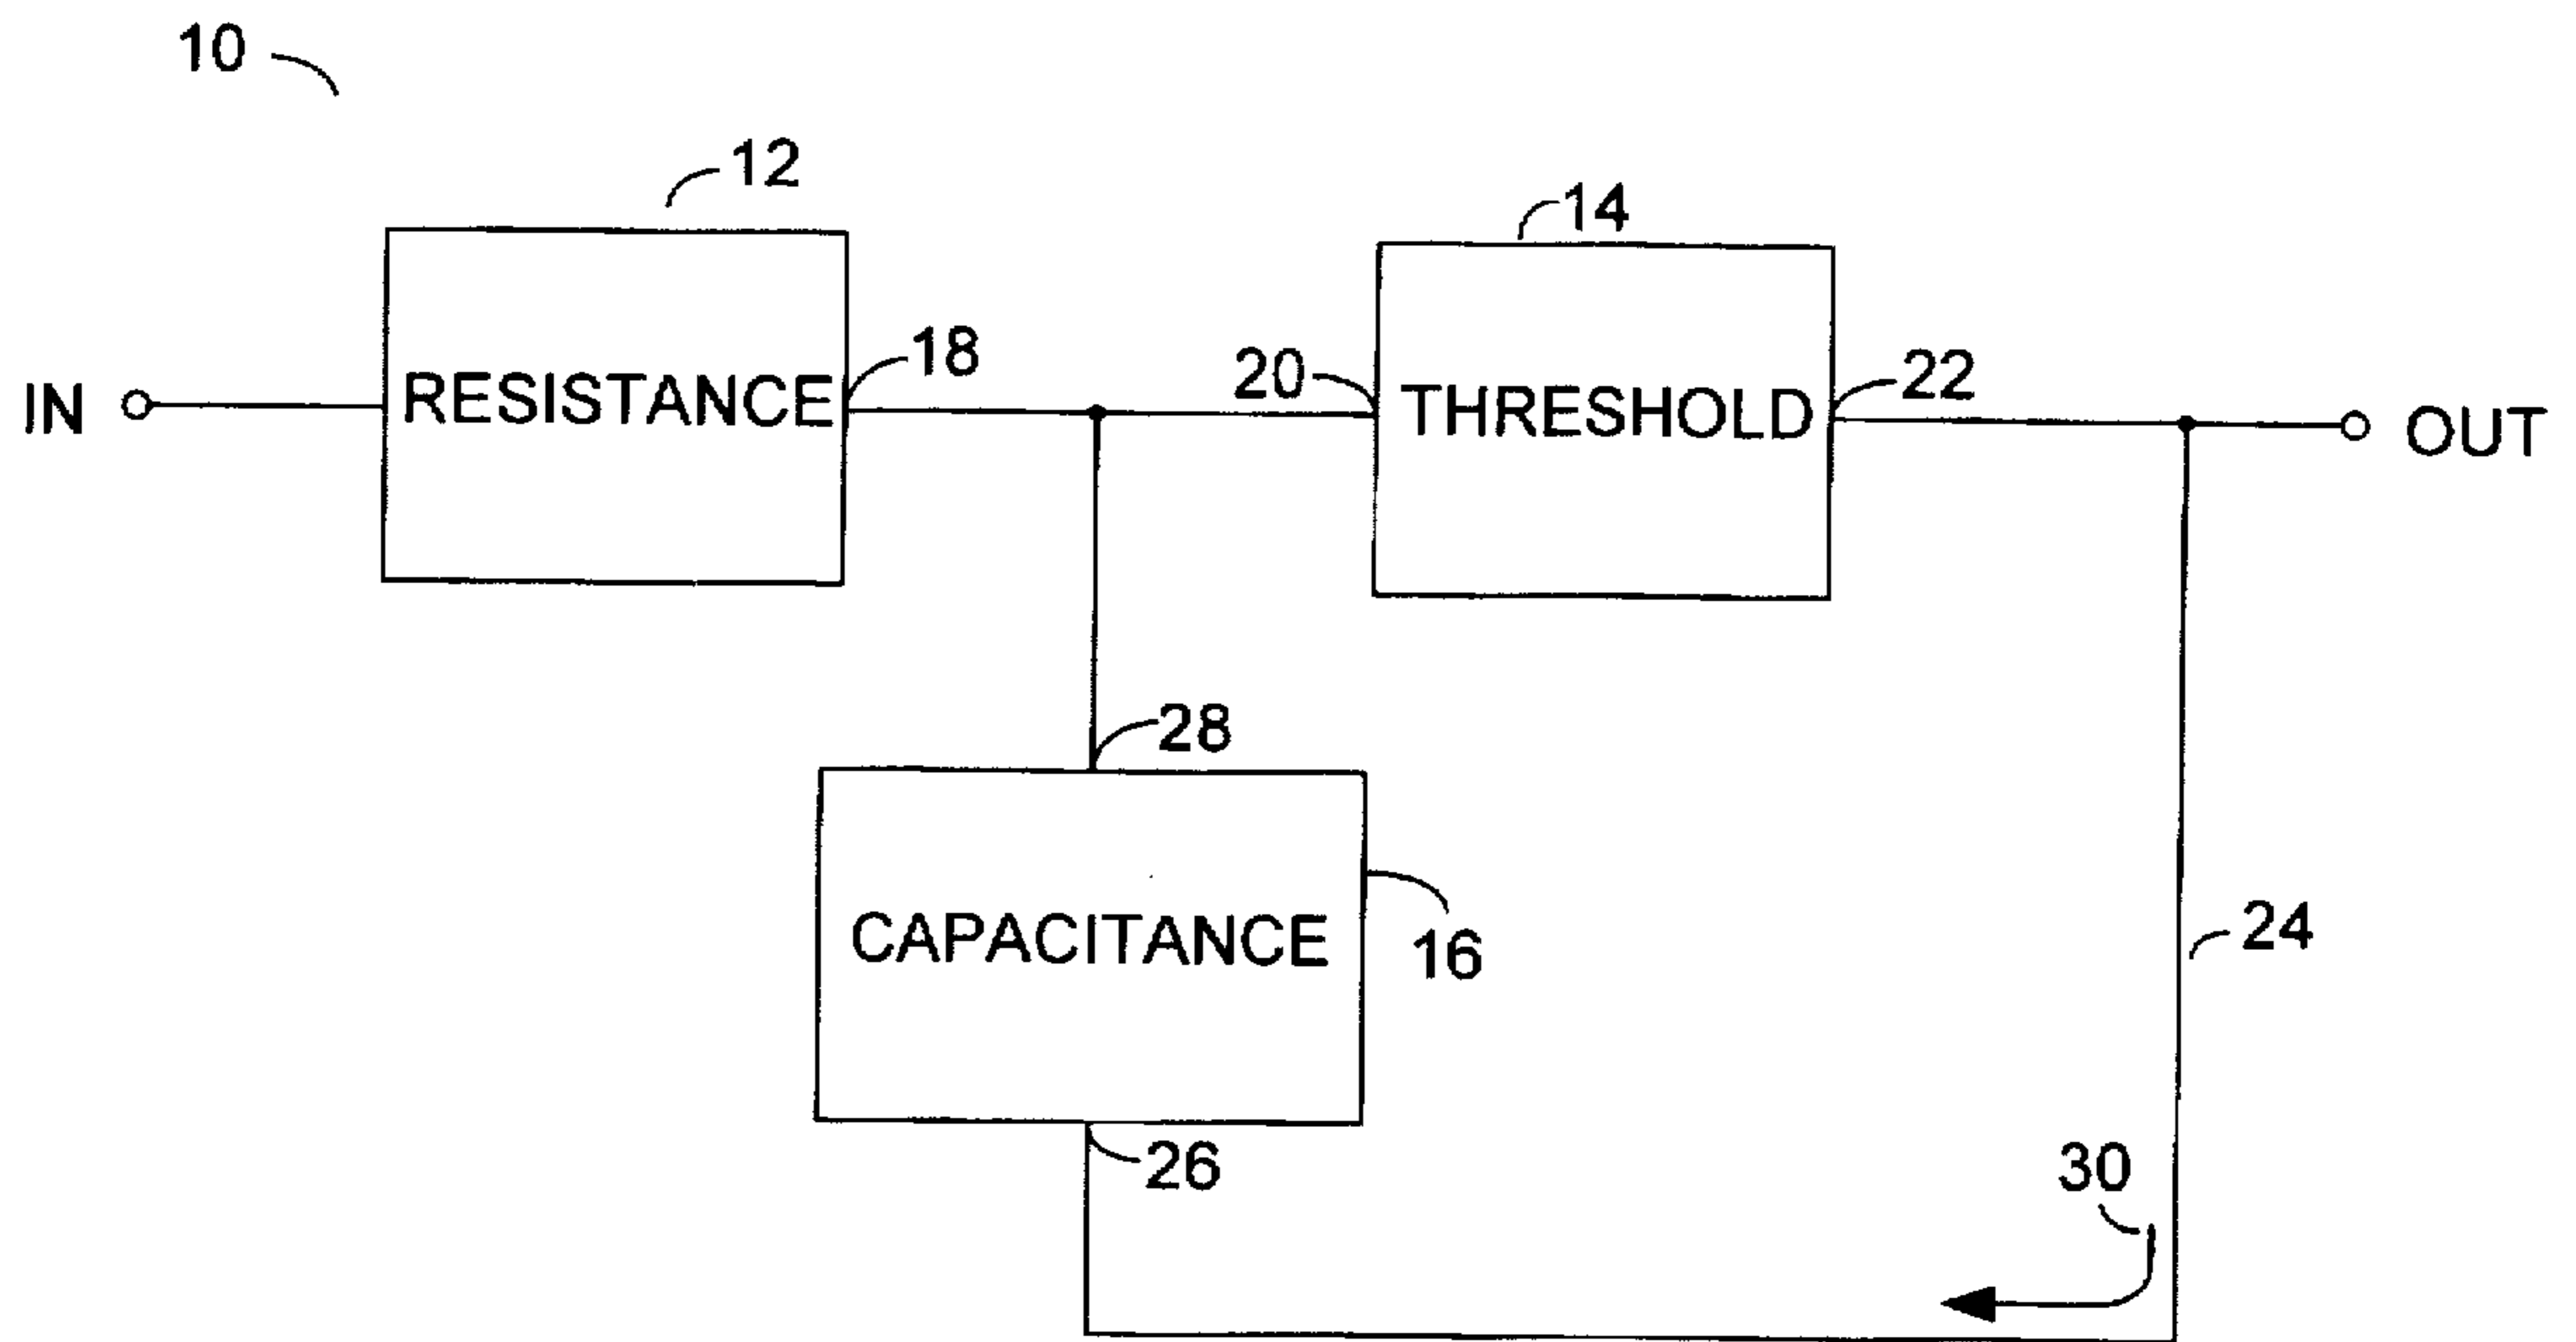 10
12
14
18
20
22
IN
RESISTANCE
THRESHOLD
OUT
28
CAPACITANCE
16
24
26
30